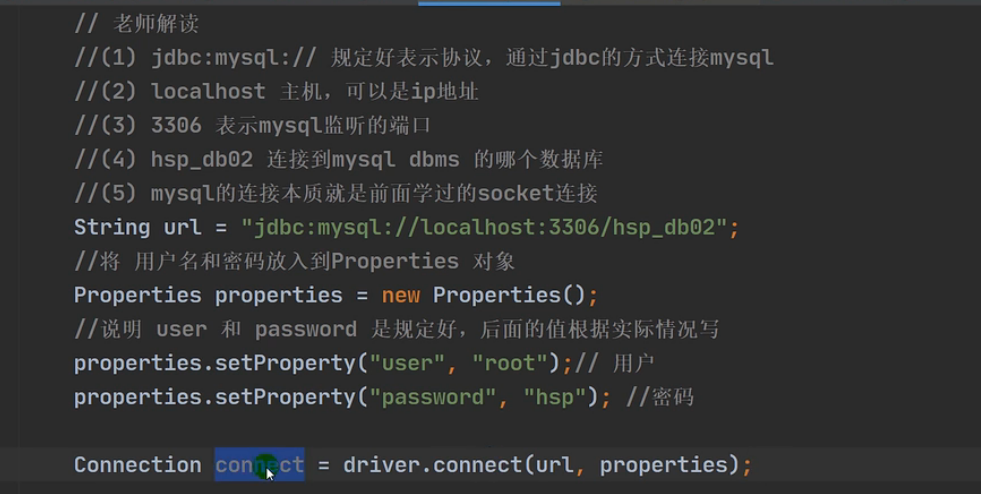 // 老师解读
//(1) jdbc:mysql:// 规定好表示协议，通过jdbc的方式连接mysql
//(2) localhost 主机，可以是ip地址
//(3) 3306 表示mysql监听的端口
//(4) hsp_db02 连接到mysql dbms 的哪个数据库
//(5) mysql的连接本质就是前面学过的socket连接
String url = "jdbc:mysql://localhost:3306/hsp_db02";
//将 用户名和密码放入到Properties 对象
Properties properties = new Properties();
//说明 user 和 password 是规定好，后面的值根据实际情况写
properties.setProperty("user", "root");// 用户
properties.setProperty("password", "hsp"); //密码
Connection connect = driver.connect(url, properties);